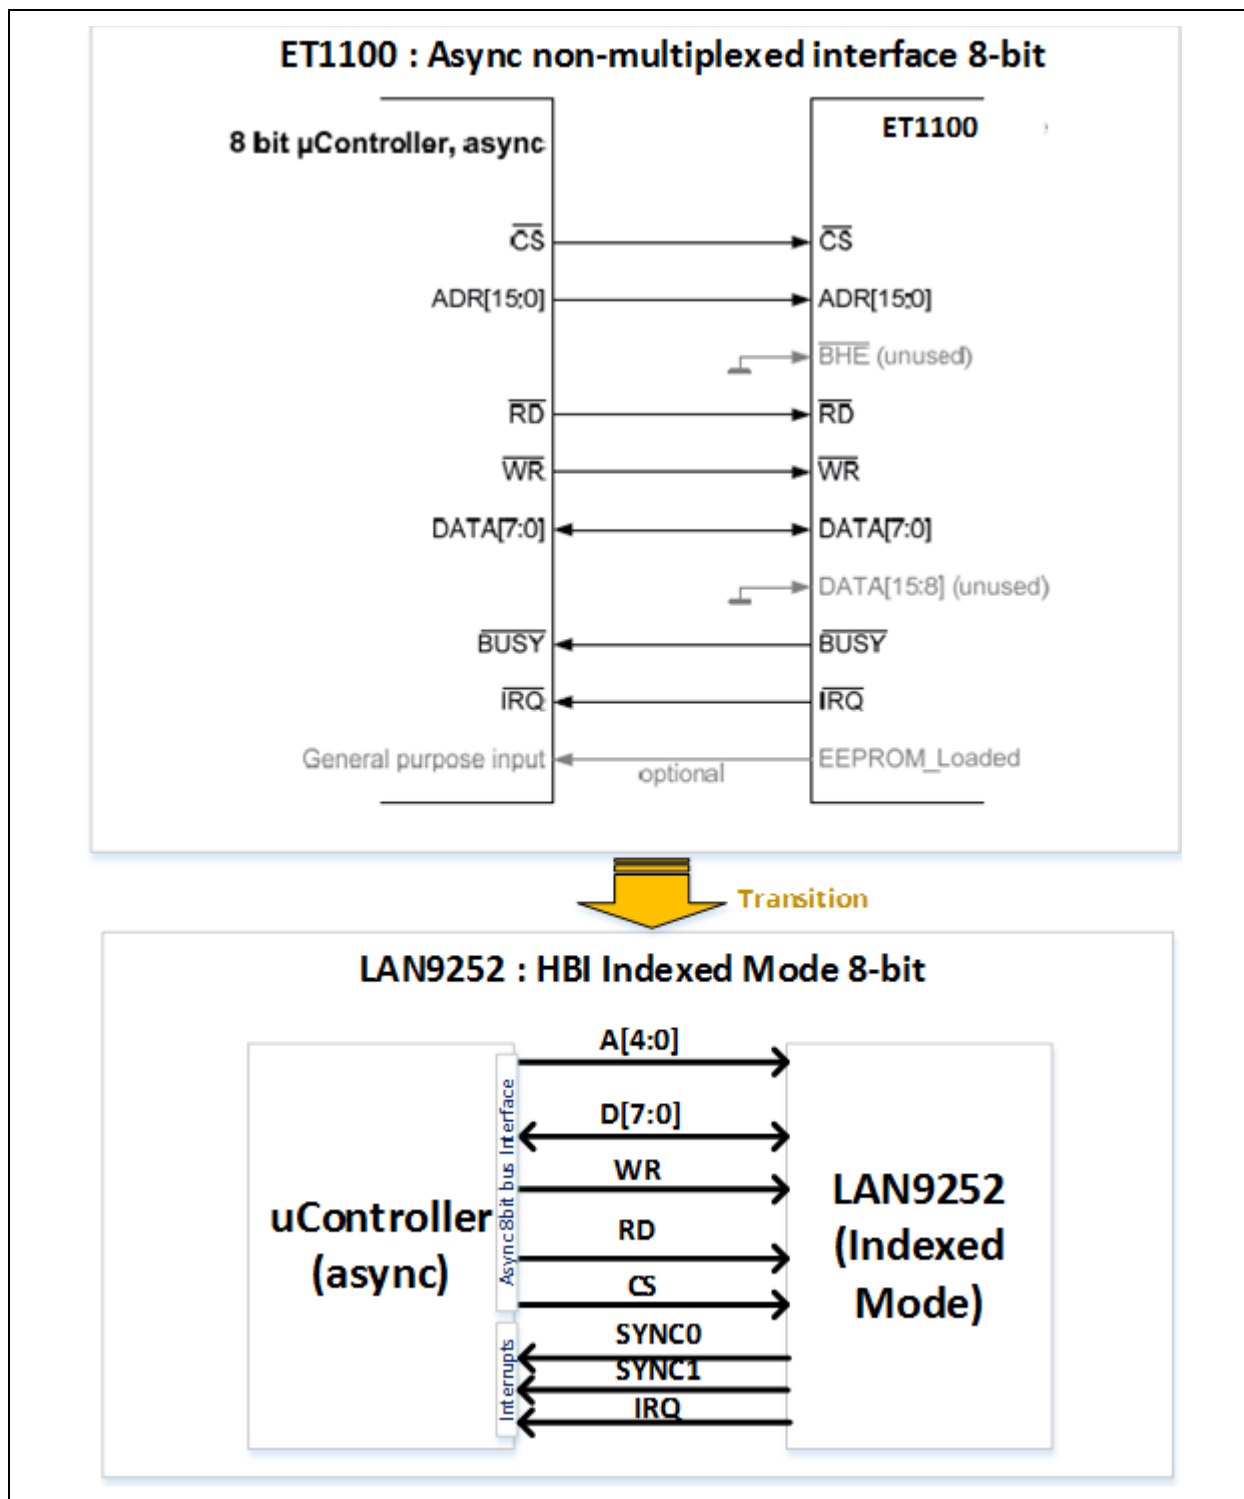 ET1100 : Async non-multiplexed interface 8-bit
8 bit µController, async
ET1100
CS CS
ADR[15:0] ADR[15:0]
BHE (unused)
RD RD
WR WR
DATA[7:0] DATA[7:0]
DATA[15:8] (unused)
BUSY BUSY
IRQ IRQ
General purpose input EEPROM_Loaded
optional
Transition
LAN9252 : HBI Indexed Mode 8-bit
A[4:0]
D[7:0]
WR
RD
CS
SYNC0
SYNC1
IRQ
Async 8bit bus Interface
Interrupts
uController
(async)
LAN9252
(Indexed
Mode)